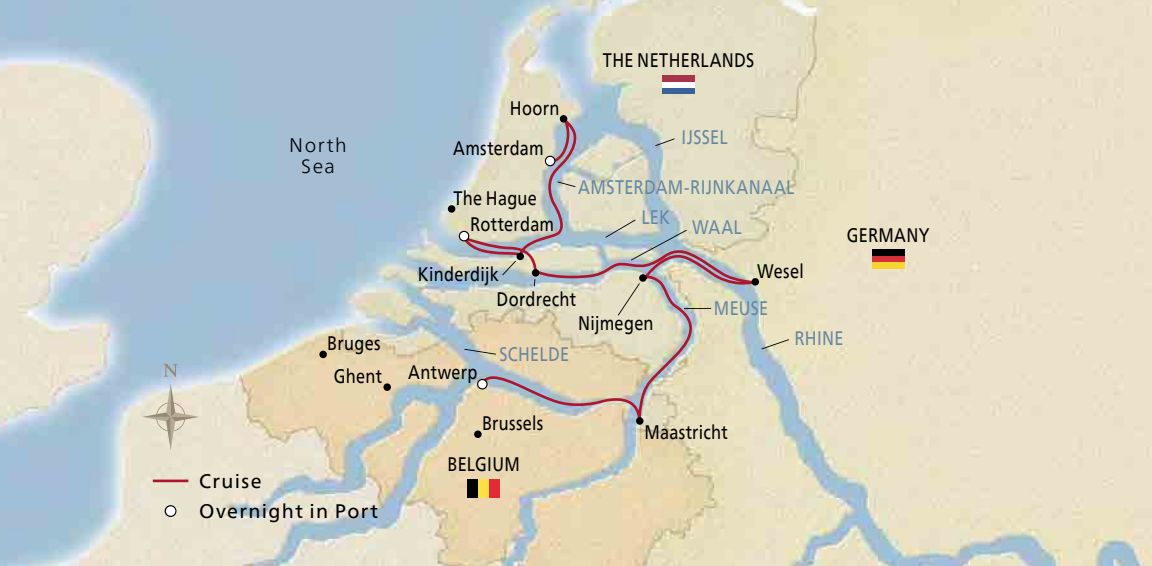 THE NETHERLANDS
Hoorn
IJSSEL
North
Sea
Amsterdam
AMSTERDAM-RIJNKANAAL
The Hague
Rotterdam
LEK
WAAL
GERMANY
Kinderdijk
Wesel
Dordrecht
Nijmegen
MEUSE
RHINE
Bruges
SCHELDE
Ghent
Antwerp
N
Brussels
Maastricht
BELGIUM
Cruise
Overnight in Port